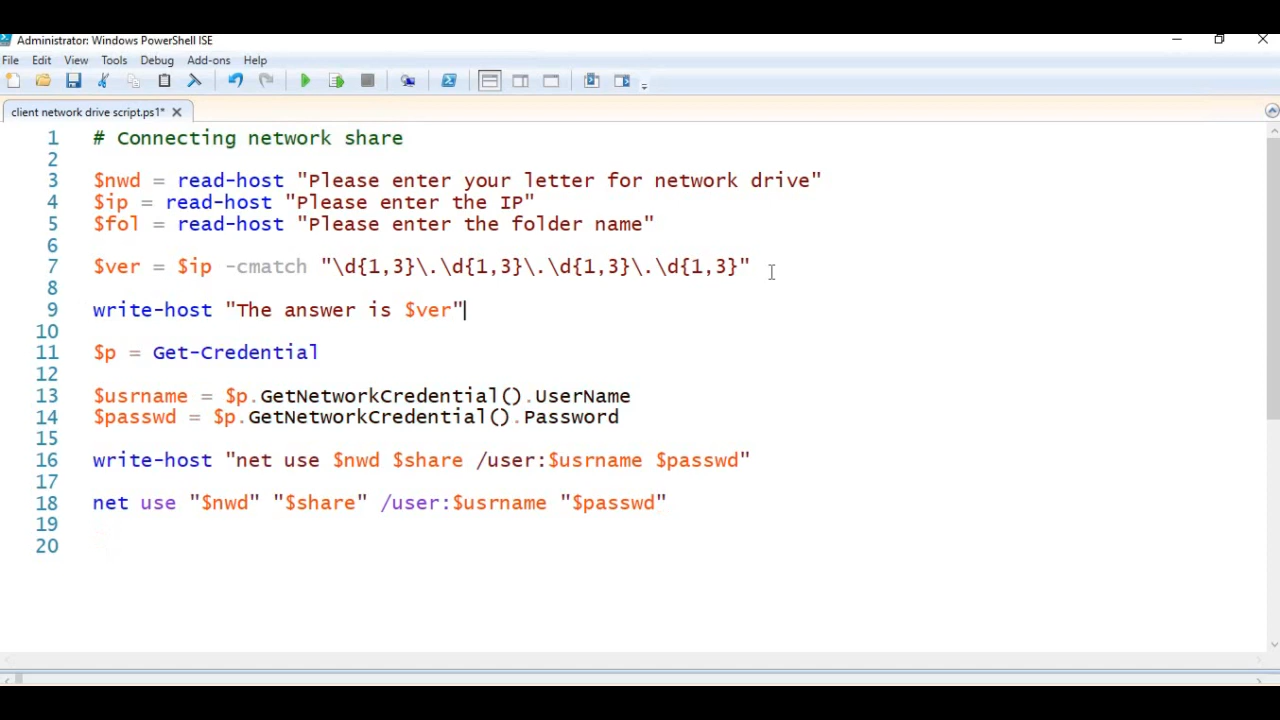 Administrator: Windows PowerShell ISE
File Edit View Tools Debug Add-ons Help
client network drive script.ps1*
1 # Connecting network share
2
3 $nwd = read-host "Please enter your letter for network drive"
4 $ip = read-host "Please enter the IP"
5 $fol = read-host "Please enter the folder name"
6
7 $ver = $ip -cmatch "\d{1,3}\.\d{1,3}\.\d{1,3}\.\d{1,3}"
8
9 write-host "The answer is $ver"
10
11 $p = Get-Credential
12
13 $usrname = $p.GetNetworkCredential().UserName
14 $passwd = $p.GetNetworkCredential().Password
15
16 write-host "net use $nwd $share /user:$usrname $passwd"
17
18 net use "$nwd" "$share" /user:$usrname "$passwd"
19
20